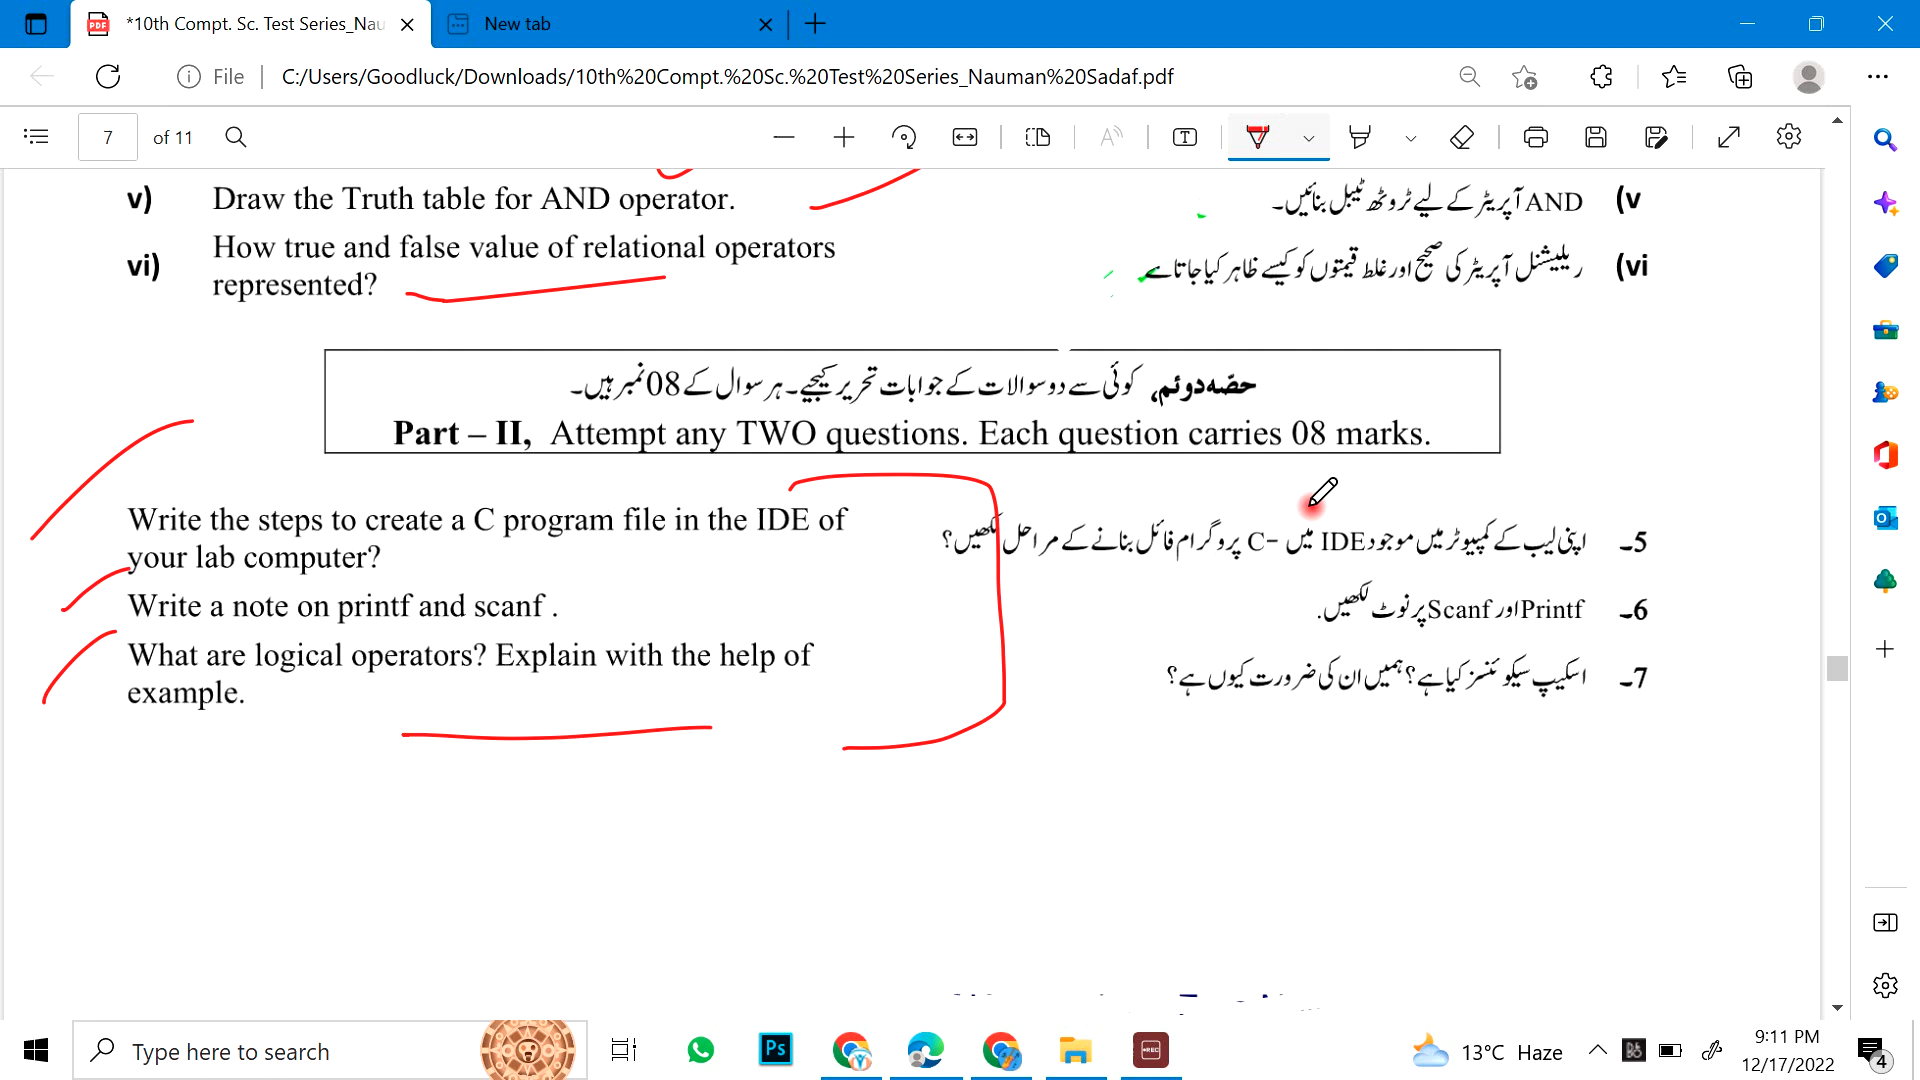 *10th Compt. Sc. Test Series_Nau
New tab
File
C:/Users/Goodluck/Downloads/10th%20Compt.%20Sc.%20Test%20Series_Nauman%20Sadaf.pdf
7 of 11
v) Draw the Truth table for AND operator.
AND آپریٹر کے لیے ٹروتھ ٹیبل بنائیں۔ (v
vi) How true and false value of relational operators
represented?
ریلیشنل آپریٹر کی صحیح اور غلط قیمتوں کو کیسے ظاہر کیا جاتا ہے (vi
حصّہ دوئم, کوئی سے دو سوالات کے جوابات تحریر کیجیے۔ ہر سوال کے 08 نمبر ہیں۔
Part – II, Attempt any TWO questions. Each question carries 08 marks.
Write the steps to create a C program file in the IDE of
your lab computer?
5۔ اپنی لیب کے کمپیوٹر میں موجود IDE میں C- پروگرام فائل بنانے کے مراحل لکھیں؟
Write a note on printf and scanf .
6۔ Printf اور Scanf پر نوٹ لکھیں.
What are logical operators? Explain with the help of
example.
7۔ اسکیپ سیکوئنسز کیا ہے؟ ہمیں ان کی ضرورت کیوں ہے؟
Type here to search
Ps
REC
13°C Haze
9:11 PM
12/17/2022
4